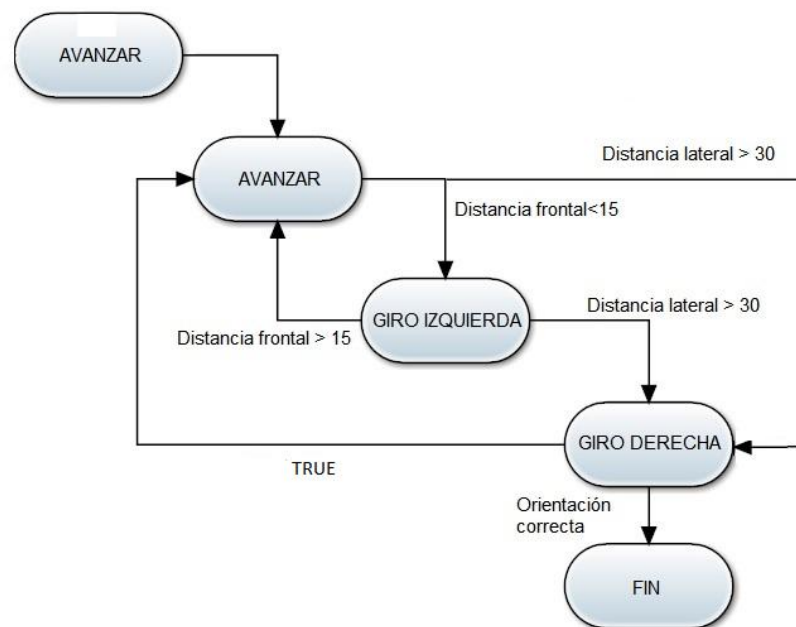 AVANZAR
AVANZAR
Distancia lateral > 30
Distancia frontal<15
GIRO IZQUIERDA
Distancia lateral > 30
Distancia frontal > 15
GIRO DERECHA
TRUE
Orientación
correcta
FIN